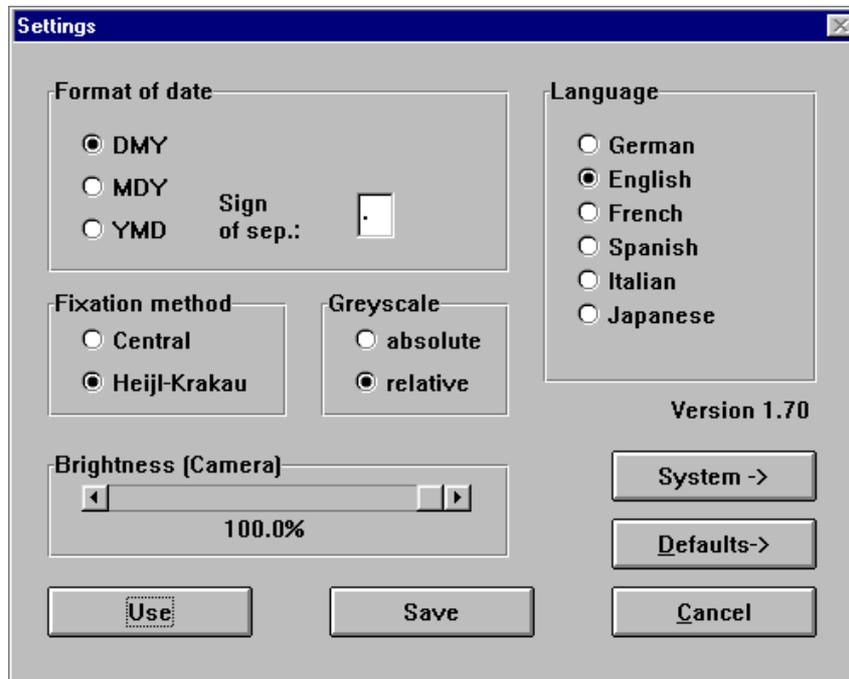 Settings
Format of date
DMY
MDY
YMD
Sign
of sep.:
.
Language
German
English
French
Spanish
Italian
Japanese
Fixation method
Central
Heijl-Krakau
Greyscale
absolute
relative
Version 1.70
Brightness (Camera)
100.0%
System ->
Defaults->
Use
Save
Cancel